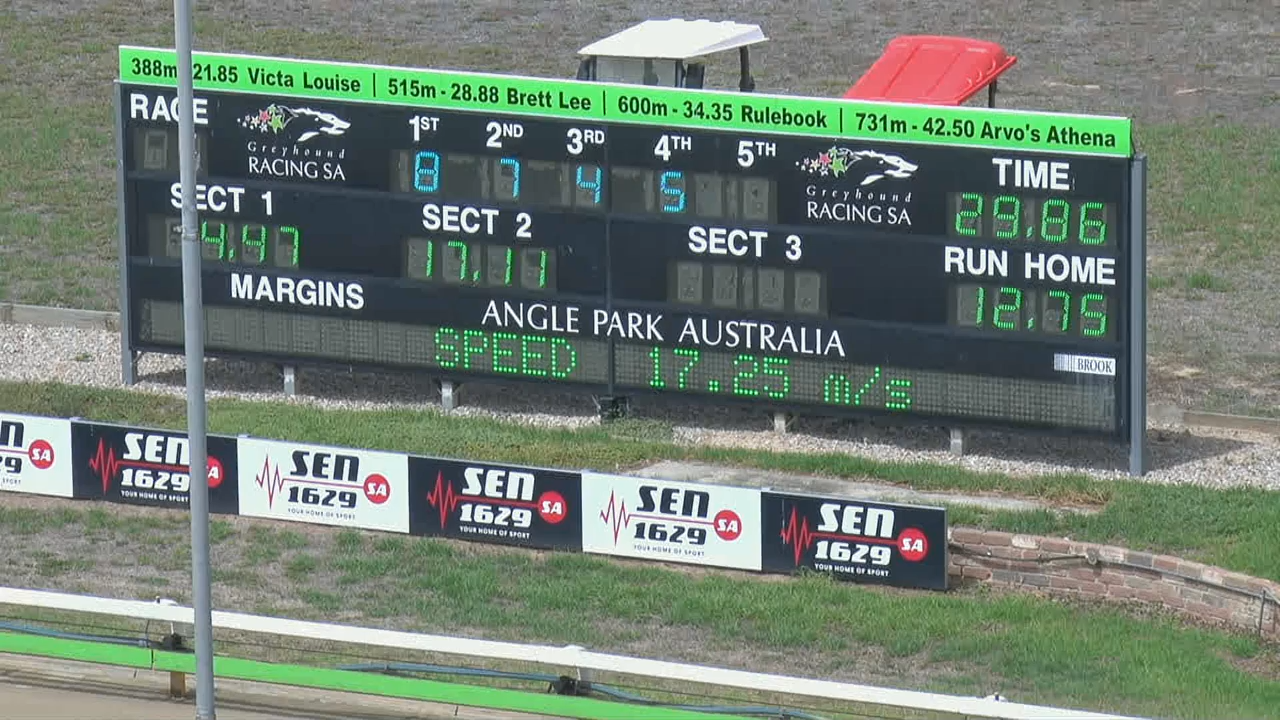 388m 21.85 Victa Louise | 515m - 28.88 Brett Lee | 600m - 34.35 Rulebook | 731m - 42.50 Arvo's Athena
RACE
Greyhound
RACING SA
1ST 2ND 3RD 4TH 5TH
8 7 4 5
Greyhound
RACING SA
TIME
29.86
SECT 1
4.47
SECT 2
17.11
SECT 3
RUN HOME
12.75
MARGINS
ANGLE PARK AUSTRALIA
BROOK
SPEED 17.25 m/s
N
9 SA
SEN
1629 SA
YOUR HOME OF SPORT
SEN
1629 SA
YOUR HOME OF SPORT
SEN
1629 SA
YOUR HOME OF SPORT
SEN
1629 SA
YOUR HOME OF SPORT
SEN
1629 SA
YOUR HOME OF SPORT